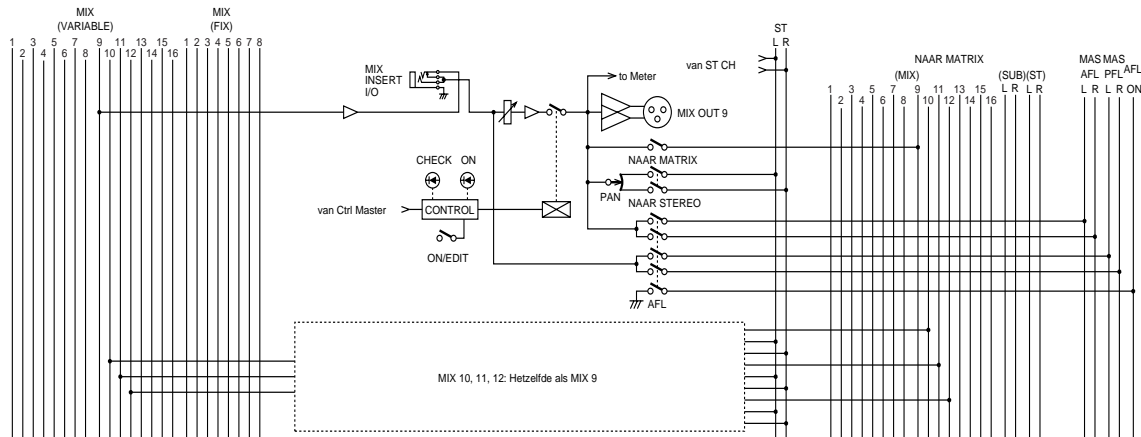 MIX
(VARIABLE)
1 3 5 7 9 11 13 15
2 4 6 8 10 12 14 16
MIX
(FIX)
1 2 3 4 5 6 7 8
MIX
INSERT
I/O
to Meter
MIX OUT 9
van ST CH
ST
L R
NAAR MATRIX
(MIX)
1 3 5 7 9 11 13 15
2 4 6 8 10 12 14 16
(SUB) (ST)
L R L R
MAS MAS
AFL PFL AFL
L R L R ON
CHECK ON
NAAR MATRIX
PAN
NAAR STEREO
van Ctrl Master
CONTROL
ON/EDIT
AFL
MIX 10, 11, 12: Hetzelfde als MIX 9